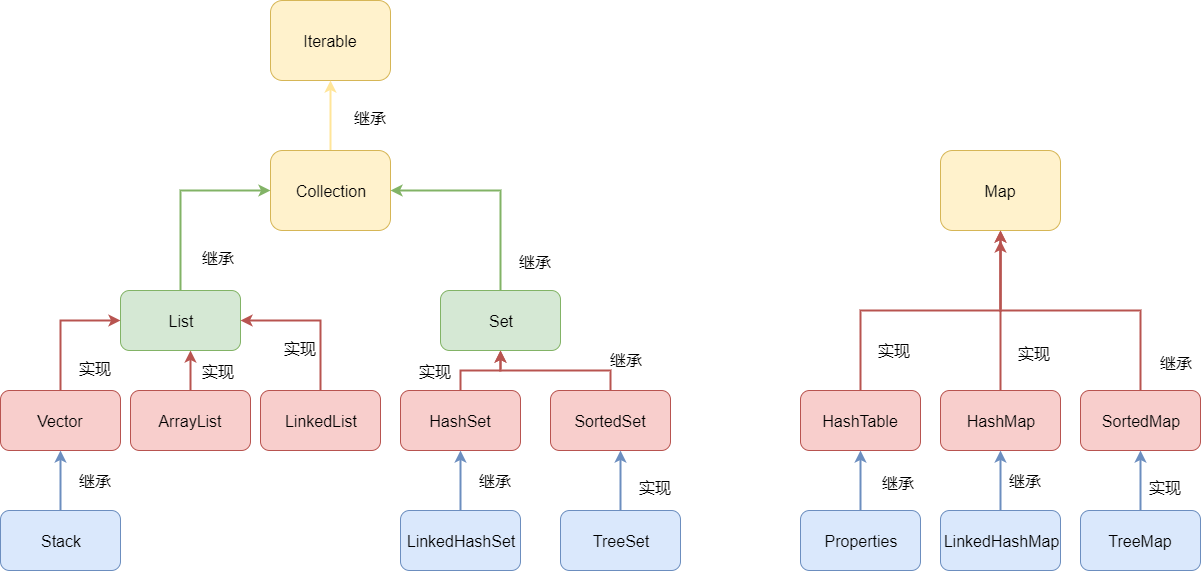 Iterable
继承
Collection
Map
继承
继承
List
Set
实现
实现
实现
实现
继承
实现
实现
继承
Vector
ArrayList
LinkedList
HashSet
SortedSet
HashTable
HashMap
SortedMap
继承
继承
实现
继承
继承
实现
Stack
LinkedHashSet
TreeSet
Properties
LinkedHashMap
TreeMap